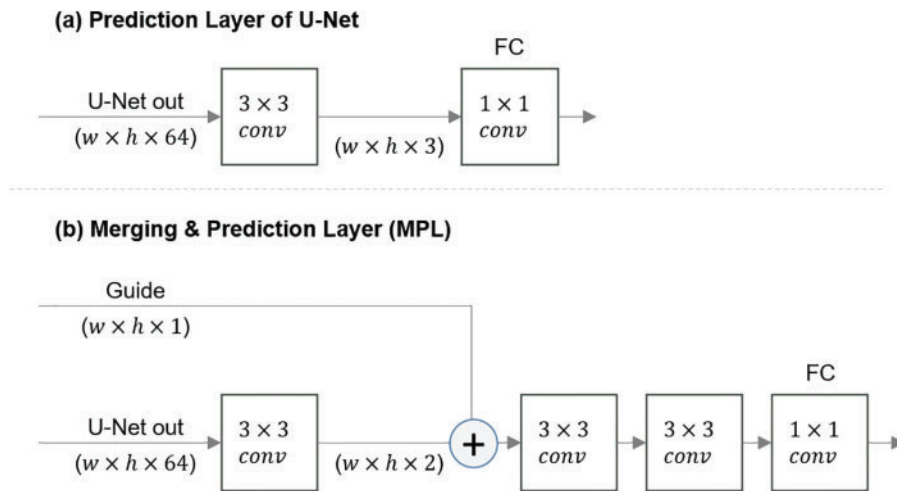 (a) Prediction Layer of U-Net
FC
U-Net out
(w × h × 64)
3 × 3
conv
(w × h × 3)
1 × 1
conv
(b) Merging & Prediction Layer (MPL)
Guide
(w × h × 1)
FC
U-Net out
(w × h × 64)
3 × 3
conv
(w × h × 2)
+
3 × 3
conv
3 × 3
conv
1 × 1
conv